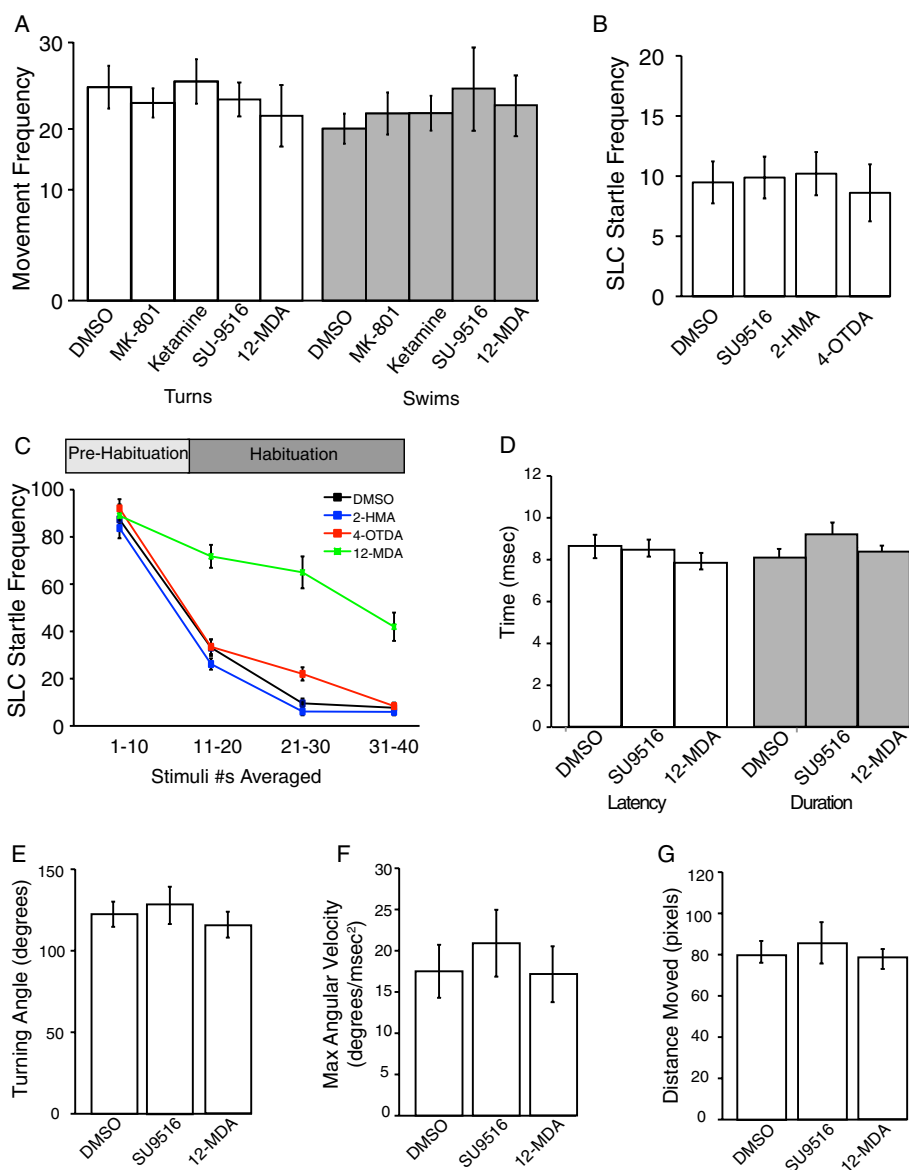 A
Movement Frequency
30
20
10
0
DMSO
MK-801
Ketamine
SU-9516
12-MDA
DMSO
MK-801
Ketamine
SU-9516
12-MDA
Turns
Swims
B
SLC Startle Frequency
20
15
10
5
0
DMSO
SU9516
2-HMA
4-OTDA
C
Pre-Habituation
Habituation
SLC Startle Frequency
100
80
60
40
20
0
DMSO
2-HMA
4-OTDA
12-MDA
1-10
11-20
21-30
31-40
Stimuli #s Averaged
D
Time (msec)
12
10
8
6
4
2
0
DMSO
SU9516
12-MDA
DMSO
SU9516
12-MDA
Latency
Duration
E
Turning Angle (degrees)
150
100
50
0
DMSO
SU9516
12-MDA
F
Max Angular Velocity
(degrees/msec²)
30
25
20
15
10
5
0
DMSO
SU9516
12-MDA
G
Distance Moved (pixels)
120
100
80
60
40
20
0
DMSO
SU9516
12-MDA